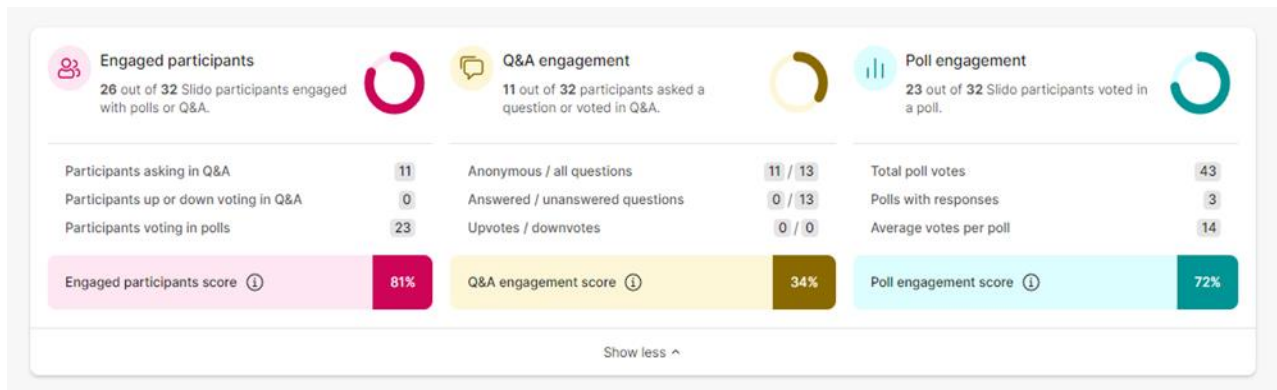 Engaged participants
26 out of 32 Slido participants engaged
with polls or Q&A.
Participants asking in Q&A 11
Participants up or down voting in Q&A 0
Participants voting in polls 23
Engaged participants score 81%
Q&A engagement
11 out of 32 participants asked a
question or voted in Q&A.
Anonymous / all questions 11 / 13
Answered / unanswered questions 0 / 13
Upvotes / downvotes 0 / 0
Q&A engagement score 34%
Poll engagement
23 out of 32 Slido participants voted in
a poll.
Total poll votes 43
Polls with responses 3
Average votes per poll 14
Poll engagement score 72%
Show less